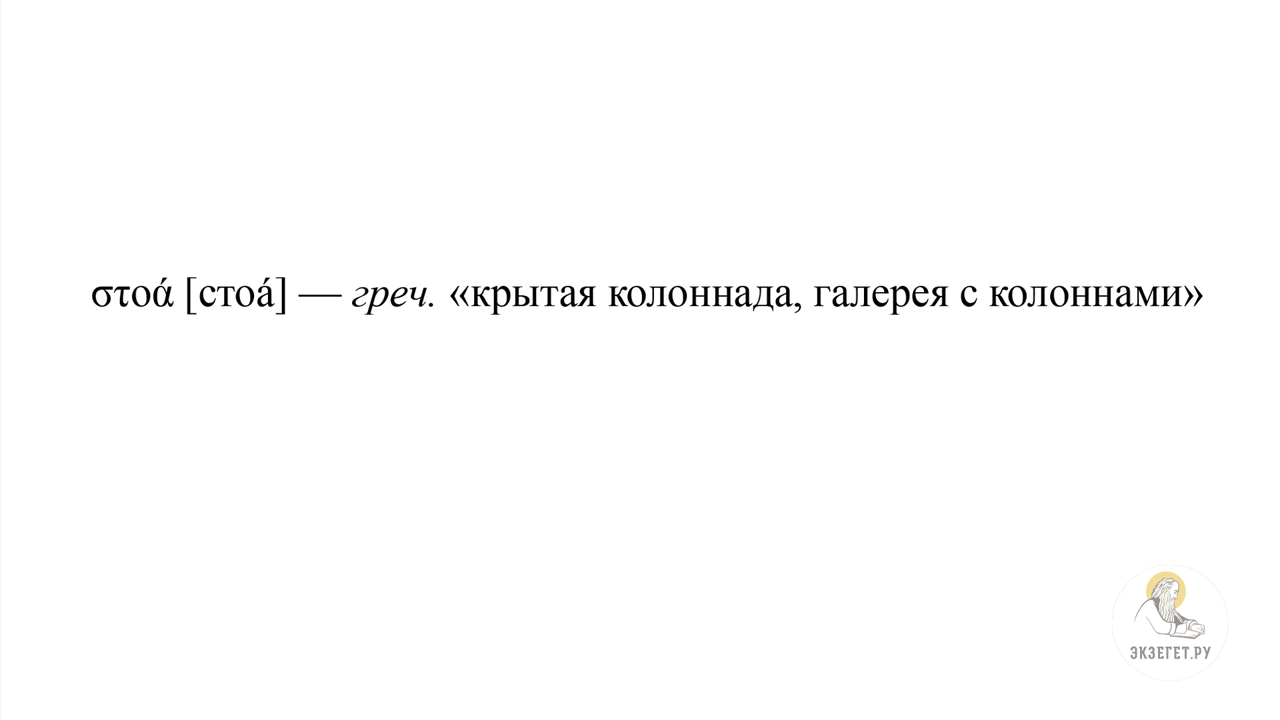 στοά [стоá] — греч. «крытая колоннада, галерея с колоннами»
ЭКЗЕГЕТ.РУ